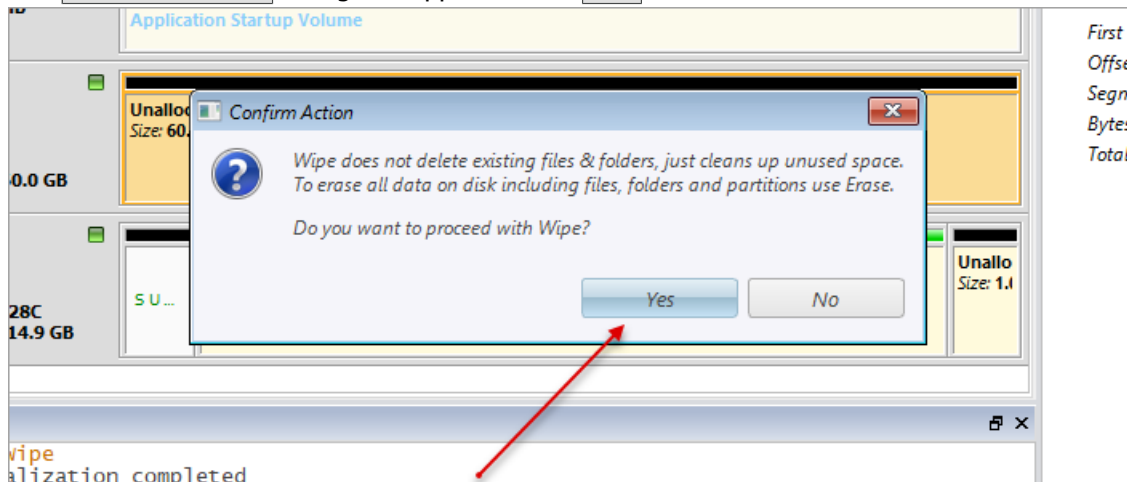 Application Startup Volume
First
Unalloc
Size: 60.
0.0 GB
Confirm Action
Wipe does not delete existing files & folders, just cleans up unused space.
To erase all data on disk including files, folders and partitions use Erase.
Do you want to proceed with Wipe?
Yes
No
Offse
Segm
Bytes
Total
S U...
28C
14.9 GB
Unallo
Size: 1.
wipe
alization completed